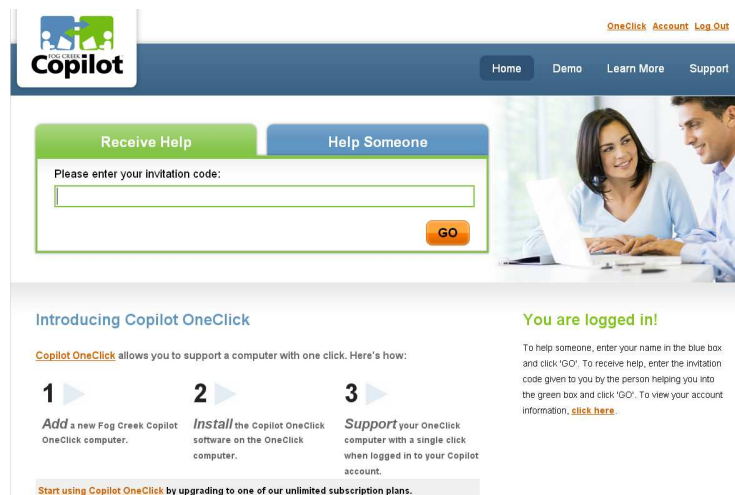 OneClick Account Log Out
FOG CREEK
Copilot
Home Demo Learn More Support
Receive Help Help Someone
Please enter your invitation code:
GO
Introducing Copilot OneClick
Copilot OneClick allows you to support a computer with one click. Here's how:
1 2 3
Add a new Fog Creek Copilot
OneClick computer.
Install the Copilot OneClick
software on the OneClick
computer.
Support your OneClick
computer with a single click
when logged in to your Copilot
account.
Start using Copilot OneClick by upgrading to one of our unlimited subscription plans.
You are logged in!
To help someone, enter your name in the blue box
and click 'GO'. To receive help, enter the invitation
code given to you by the person helping you into
the green box and click 'GO'. To view your account
information, click here.